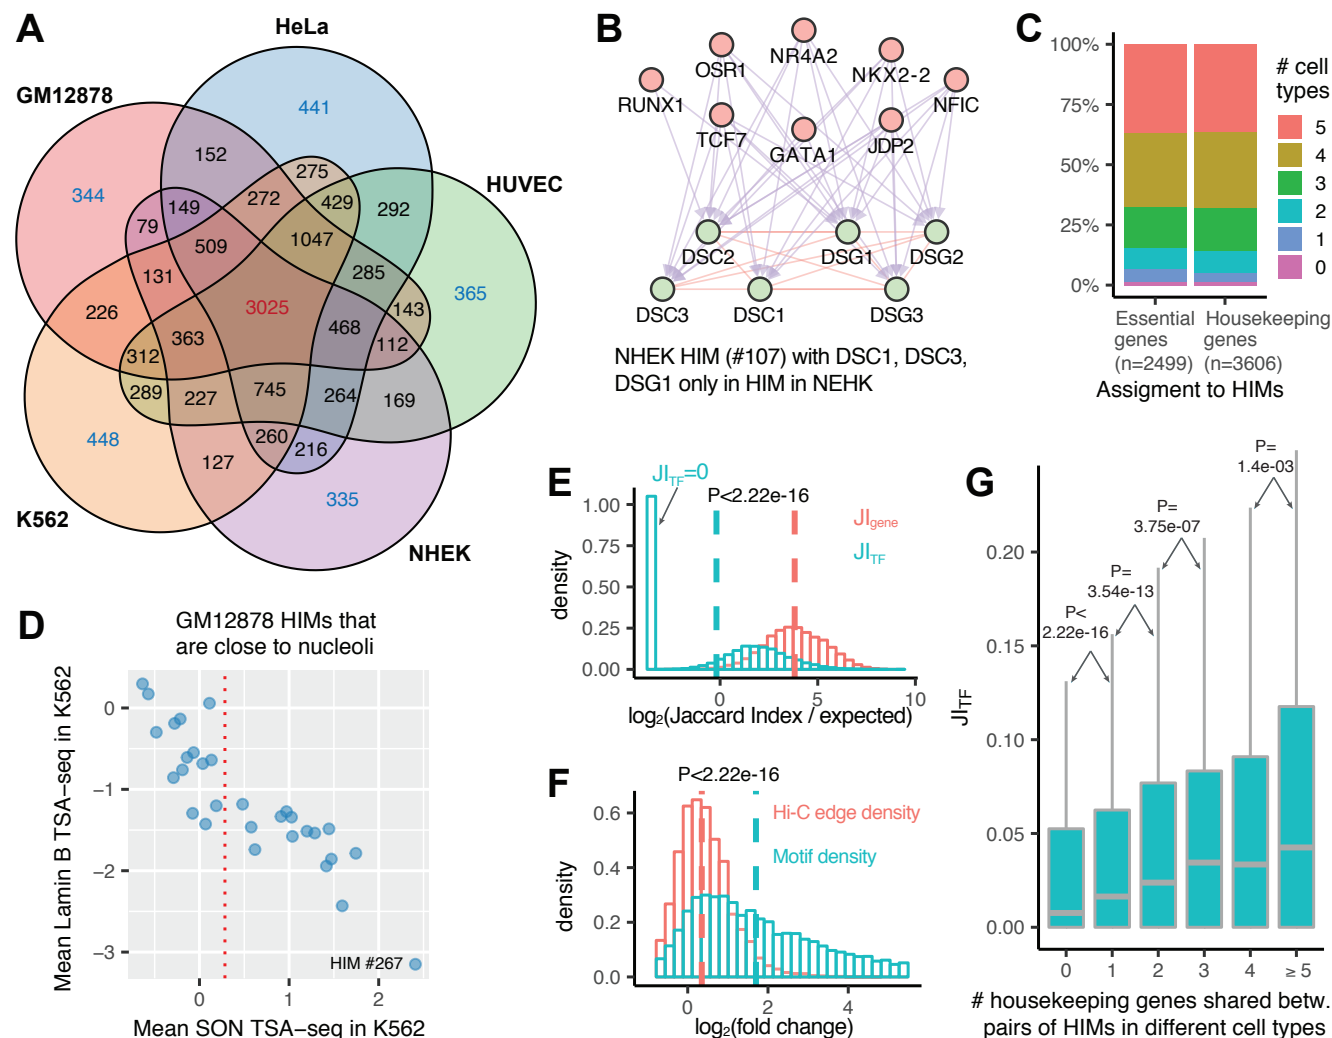 A
HeLa
GM12878
HUVEC
K562
NHEK
441
152
275
344
429
292
272
149
79
1047
509
131
285
365
3025
143
226
468
112
363
312
289
227
745
264
169
448
260
216
127
335
B
NR4A2
OSR1
NKX2-2
RUNX1
NFIC
TCF7
GATA1
JDP2
DSC2
DSG1
DSG2
DSC3
DSC1
DSG3
NHEK HIM (#107) with DSC1, DSC3,
DSG1 only in HIM in NEHK
C
100%
75%
50%
25%
0%
# cell
types
5
4
3
2
1
0
Essential
genes
(n=2499)
Housekeeping
genes
(n=3606)
Assigment to HIMs
D
GM12878 HIMs that
are close to nucleoli
Mean Lamin B TSA-seq in K562
0
−1
−2
−3
HIM #267
0
1
2
Mean SON TSA−seq in K562
E
JITF=0
P<2.22e-16
JIgene
JITF
density
1.00
0.75
0.50
0.25
0.00
0
5
10
log2(Jaccard Index / expected)
F
P<2.22e-16
Hi-C edge density
Motif density
density
0.6
0.4
0.2
0.0
0
2
4
log2(fold change)
G
P=
1.4e-03
P=
3.75e-07
P=
3.54e-13
P<
2.22e-16
JITF
0.20
0.15
0.10
0.05
0.00
0
1
2
3
4
≥ 5
# housekeeping genes shared betw.
pairs of HIMs in different cell types